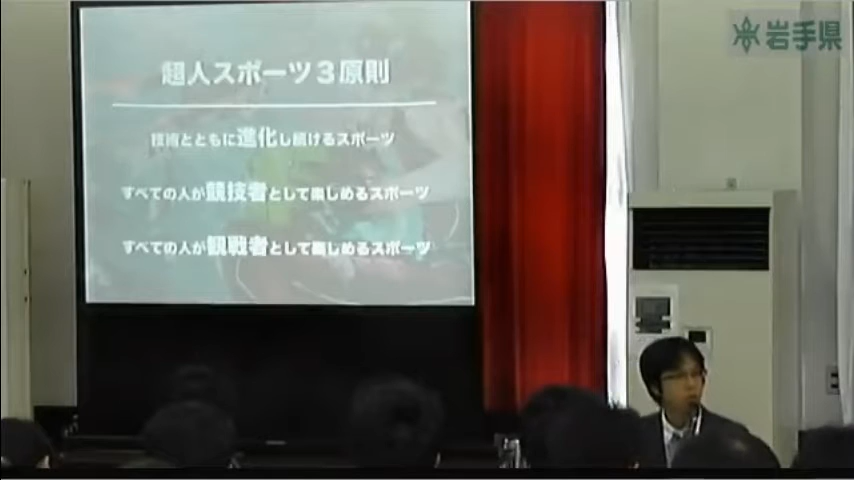 岩手県
超人スポーツ３原則
技術とともに進化し続けるスポーツ
すべての人が競技者として楽しめるスポーツ
すべての人が観戦者として楽しめるスポーツ